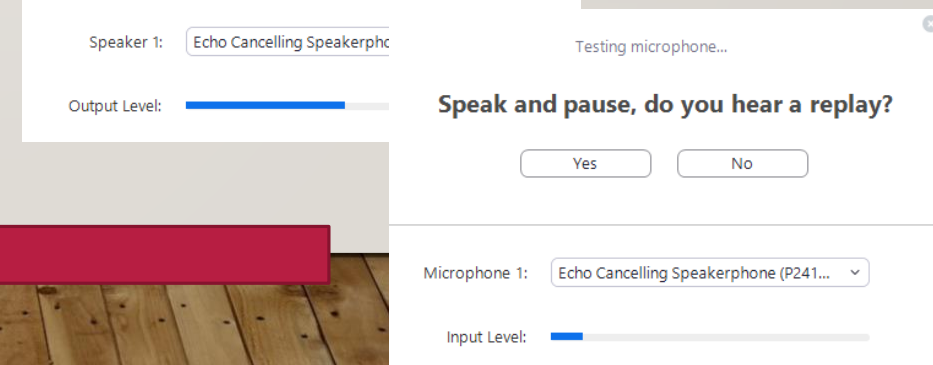 Speaker 1:
Echo Cancelling Speakerpho
Output Level:
Testing microphone...
Speak and pause, do you hear a replay?
Yes
No
Microphone 1:
Echo Cancelling Speakerphone (P241...
Input Level: